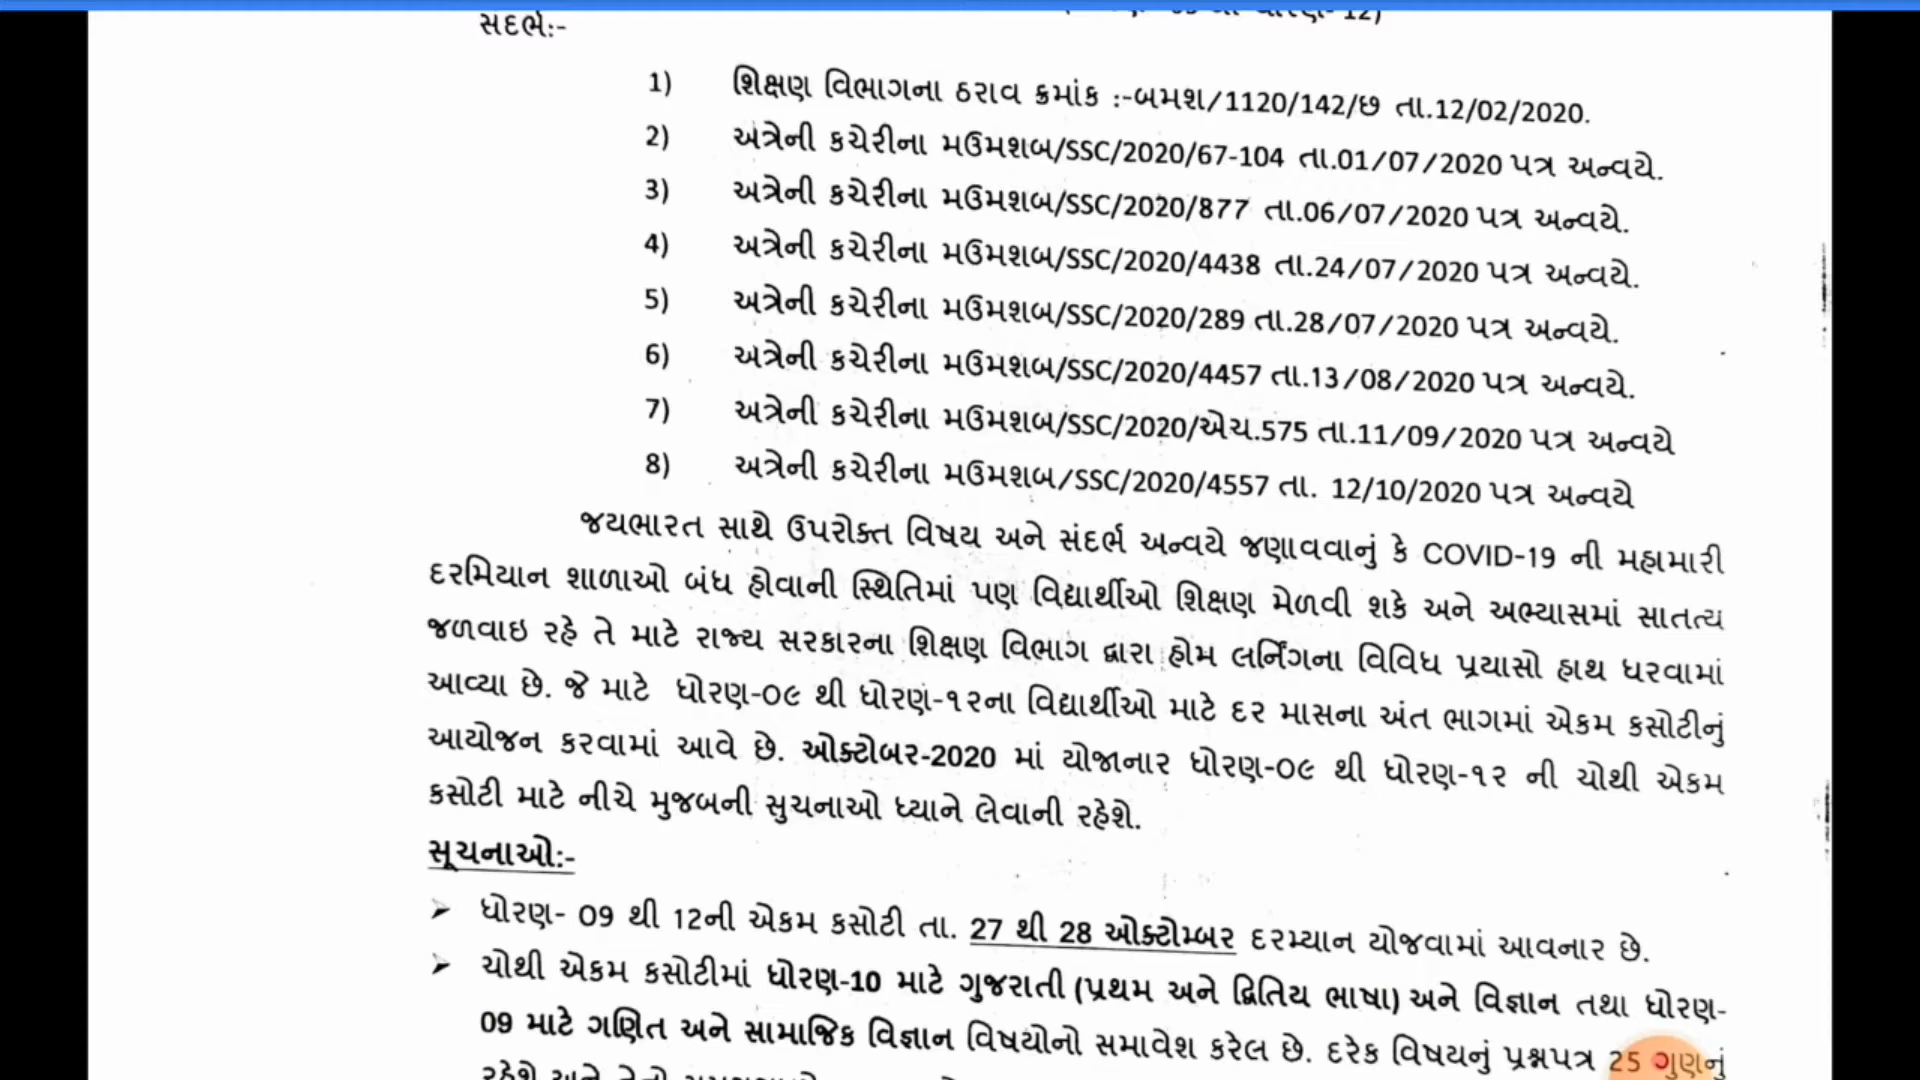 સંદર્ભ:-
1) શિક્ષણ વિભાગના ઠરાવ ક્રમાંક :-બમશ/1120/142/છ તા.12/02/2020.
2) અત્રેની કચેરીના મઉમશબ/SSC/2020/67-104 તા.01/07/2020 પત્ર અન્વયે.
3) અત્રેની કચેરીના મઉમશબ/SSC/2020/877 તા.06/07/2020 પત્ર અન્વયે.
4) અત્રેની કચેરીના મઉમશબ/SSC/2020/4438 તા.24/07/2020 પત્ર અન્વયે.
5) અત્રેની કચેરીના મઉમશબ/SSC/2020/289 તા.28/07/2020 પત્ર અન્વયે.
6) અત્રેની કચેરીના મઉમશબ/SSC/2020/4457 તા.13/08/2020 પત્ર અન્વયે.
7) અત્રેની કચેરીના મઉમશબ/SSC/2020/એચ.575 તા.11/09/2020 પત્ર અન્વયે
8) અત્રેની કચેરીના મઉમશબ/SSC/2020/4557 તા. 12/10/2020 પત્ર અન્વયે
જયભારત સાથે ઉપરોક્ત વિષય અને સંદર્ભ અન્વયે જણાવવાનું કે COVID-19 ની મહામારી
દરમિયાન શાળાઓ બંધ હોવાની સ્થિતિમાં પણ વિદ્યાર્થીઓ શિક્ષણ મેળવી શકે અને અભ્યાસમાં સાતત્ય
જળવાઇ રહે તે માટે રાજ્ય સરકારના શિક્ષણ વિભાગ દ્વારા હોમ લર્નિંગના વિવિધ પ્રયાસો હાથ ધરવામાં
આવ્યા છે. જે માટે ધોરણ-૦૯ થી ધોરણ-૧૨ના વિદ્યાર્થીઓ માટે દર માસના અંત ભાગમાં એકમ કસોટીનું
આયોજન કરવામાં આવે છે. ઓક્ટોબર-2020 માં યોજાનાર ધોરણ-૦૯ થી ધોરણ-૧૨ ની ચોથી એકમ
કસોટી માટે નીચે મુજબની સુચનાઓ ધ્યાને લેવાની રહેશે.
સૂચનાઓ:-
➢ ધોરણ- 09 થી 12ની એકમ કસોટી તા. 27 થી 28 ઓક્ટોમ્બર દરમ્યાન યોજવામાં આવનાર છે.
➢ ચોથી એકમ કસોટીમાં ધોરણ-10 માટે ગુજરાતી (પ્રથમ અને દ્વિતિય ભાષા) અને વિજ્ઞાન તથા ધોરણ-
09 માટે ગણિત અને સામાજિક વિજ્ઞાન વિષયોનો સમાવેશ કરેલ છે. દરેક વિષયનું પ્રશ્નપત્ર 25 ગુણનું